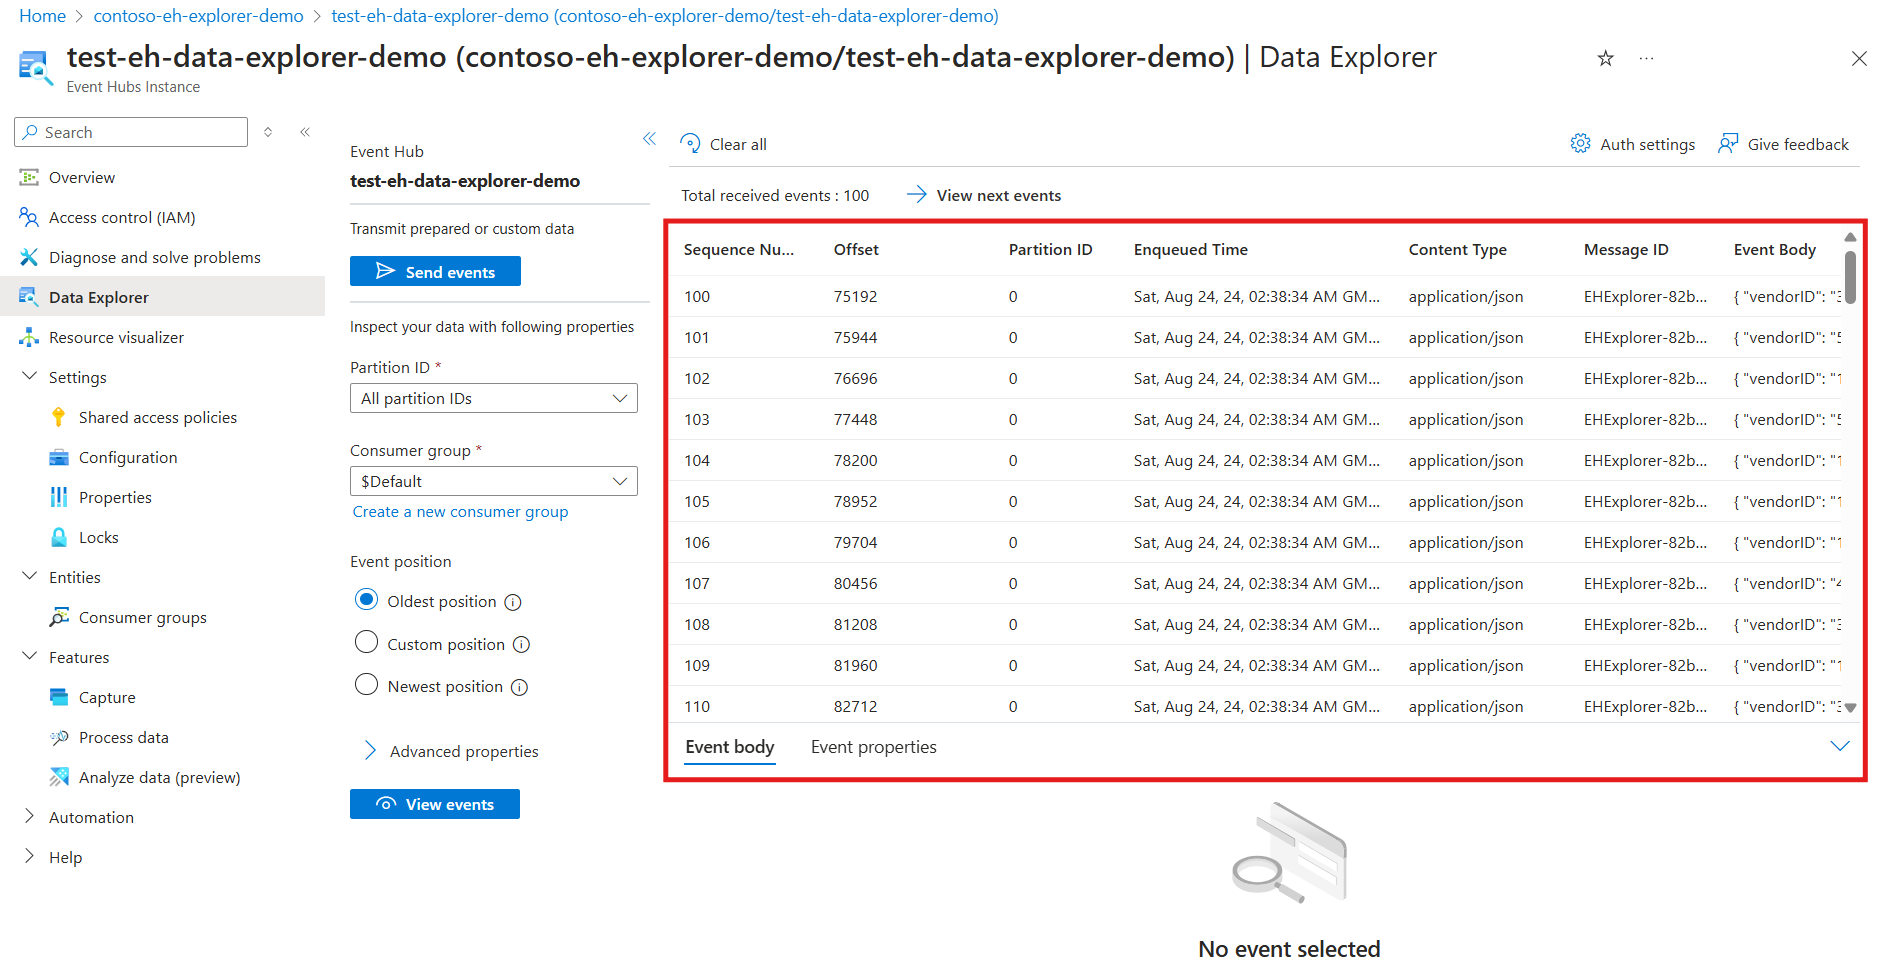 Home > contoso-eh-explorer-demo > test-eh-data-explorer-demo (contoso-eh-explorer-demo/test-eh-data-explorer-demo)
test-eh-data-explorer-demo (contoso-eh-explorer-demo/test-eh-data-explorer-demo) | Data Explorer
Event Hubs Instance
Search
Overview
Access control (IAM)
Diagnose and solve problems
Data Explorer
Resource visualizer
Settings
Shared access policies
Configuration
Properties
Locks
Entities
Consumer groups
Features
Capture
Process data
Analyze data (preview)
Automation
Help
Event Hub
test-eh-data-explorer-demo
Transmit prepared or custom data
Send events
Inspect your data with following properties
Partition ID *
All partition IDs
Consumer group *
$Default
Create a new consumer group
Event position
Oldest position
Custom position
Newest position
Advanced properties
View events
Clear all
Auth settings
Give feedback
Total received events : 100
View next events
Sequence Nu... Offset Partition ID Enqueued Time Content Type Message ID Event Body
100 75192 0 Sat, Aug 24, 24, 02:38:34 AM GM... application/json EHExplorer-82b... { "vendorID": "3
101 75944 0 Sat, Aug 24, 24, 02:38:34 AM GM... application/json EHExplorer-82b... { "vendorID": "5
102 76696 0 Sat, Aug 24, 24, 02:38:34 AM GM... application/json EHExplorer-82b... { "vendorID": "1
103 77448 0 Sat, Aug 24, 24, 02:38:34 AM GM... application/json EHExplorer-82b... { "vendorID": "5
104 78200 0 Sat, Aug 24, 24, 02:38:34 AM GM... application/json EHExplorer-82b... { "vendorID": "1
105 78952 0 Sat, Aug 24, 24, 02:38:34 AM GM... application/json EHExplorer-82b... { "vendorID": "1
106 79704 0 Sat, Aug 24, 24, 02:38:34 AM GM... application/json EHExplorer-82b... { "vendorID": "1
107 80456 0 Sat, Aug 24, 24, 02:38:34 AM GM... application/json EHExplorer-82b... { "vendorID": "4
108 81208 0 Sat, Aug 24, 24, 02:38:34 AM GM... application/json EHExplorer-82b... { "vendorID": "3
109 81960 0 Sat, Aug 24, 24, 02:38:34 AM GM... application/json EHExplorer-82b... { "vendorID": "1
110 82712 0 Sat, Aug 24, 24, 02:38:34 AM GM... application/json EHExplorer-82b... { "vendorID": "3
Event body Event properties
No event selected